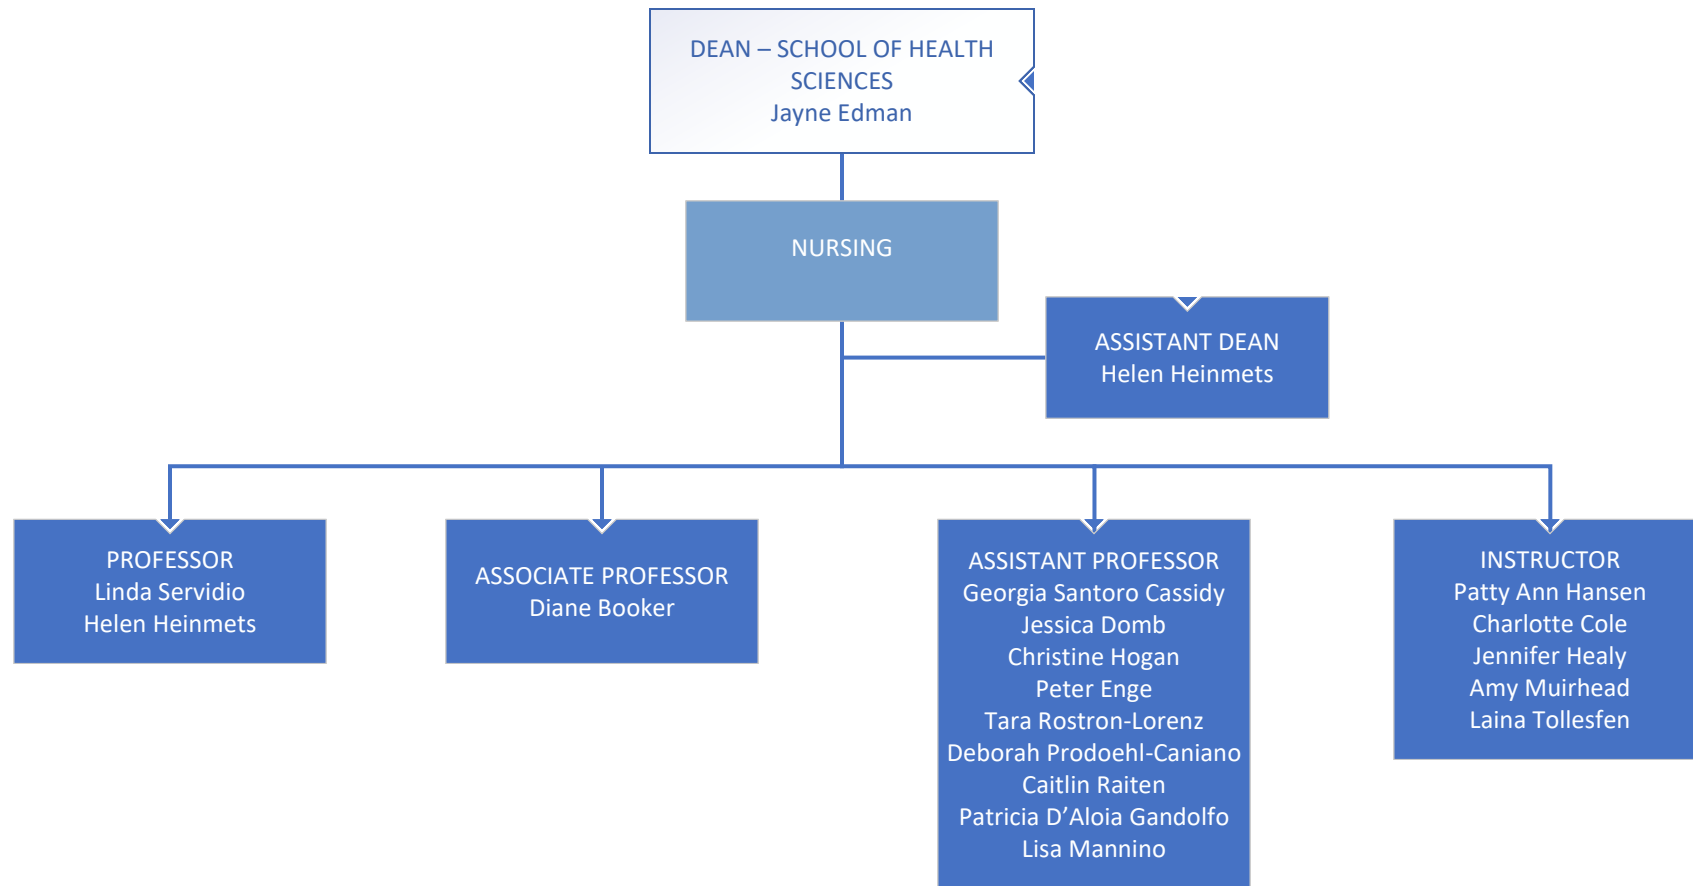 DEAN – SCHOOL OF HEALTH
SCIENCES
Jayne Edman
NURSING
ASSISTANT DEAN
Helen Heinmets
PROFESSOR
Linda Servidio
Helen Heinmets
ASSOCIATE PROFESSOR
Diane Booker
ASSISTANT PROFESSOR
Georgia Santoro Cassidy
Jessica Domb
Christine Hogan
Peter Enge
Tara Rostron-Lorenz
Deborah Prodoehl-Caniano
Caitlin Raiten
Patricia D’Aloia Gandolfo
Lisa Mannino
INSTRUCTOR
Patty Ann Hansen
Charlotte Cole
Jennifer Healy
Amy Muirhead
Laina Tollesfen